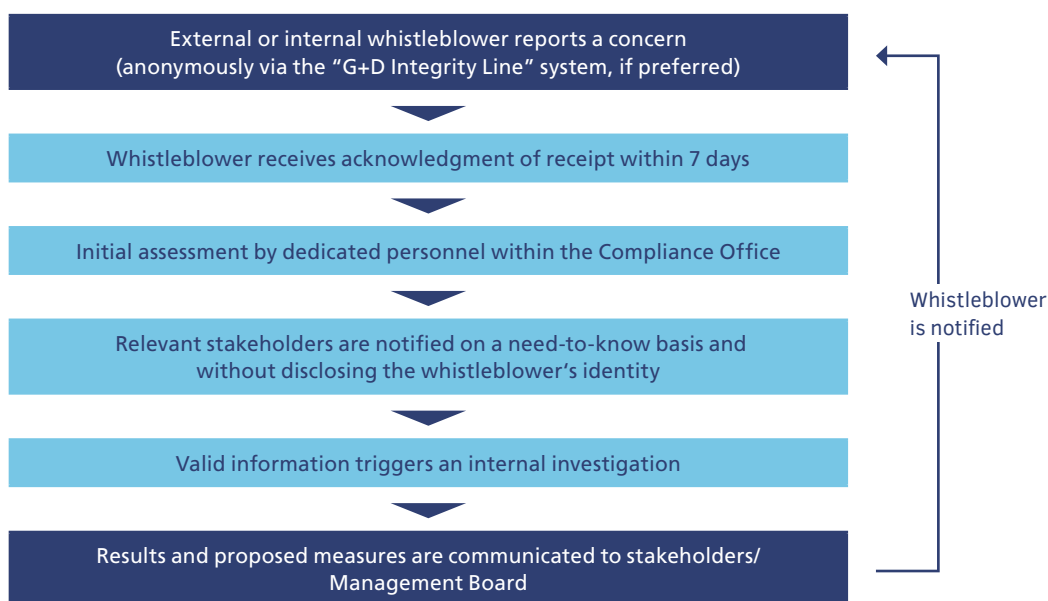 External or internal whistleblower reports a concern
(anonymously via the “G+D Integrity Line” system, if preferred)
Whistleblower receives acknowledgment of receipt within 7 days
Initial assessment by dedicated personnel within the Compliance Office
Relevant stakeholders are notified on a need-to-know basis and
without disclosing the whistleblower’s identity
Valid information triggers an internal investigation
Results and proposed measures are communicated to stakeholders/
Management Board
Whistleblower
is notified